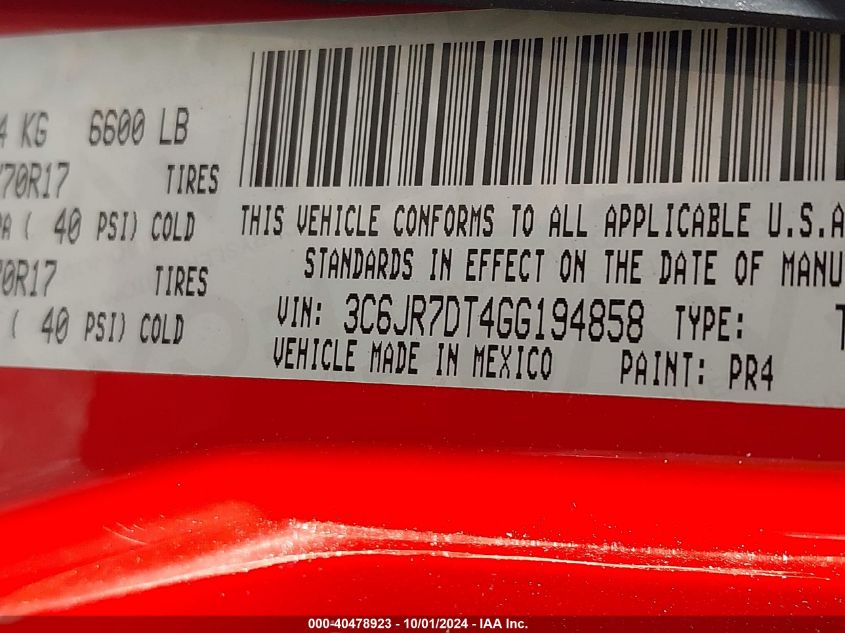 4 KG 6600 LB
70R17 TIRES
PA ( 40 PSI) COLD
70R17 TIRES
( 40 PSI) COLD
THIS VEHICLE CONFORMS TO ALL APPLICABLE U.S.A
STANDARDS IN EFFECT ON THE DATE OF MANU
VIN: 3C6JR7DT4GG194858 TYPE: T
VEHICLE MADE IN MEXICO PAINT: PR4
000-40478923 - 10/01/2024 - IAA Inc.